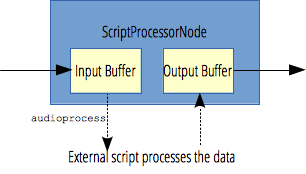 ScriptProcessorNode
Input Buffer
Output Buffer
audioprocess
External script processes the data